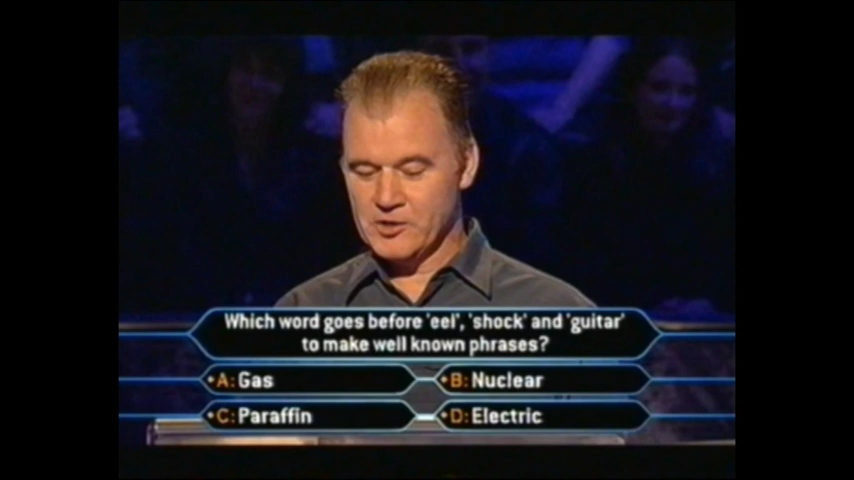 Which word goes before 'eel', 'shock' and 'guitar'
to make well known phrases?
A: Gas
B: Nuclear
C: Paraffin
D: Electric